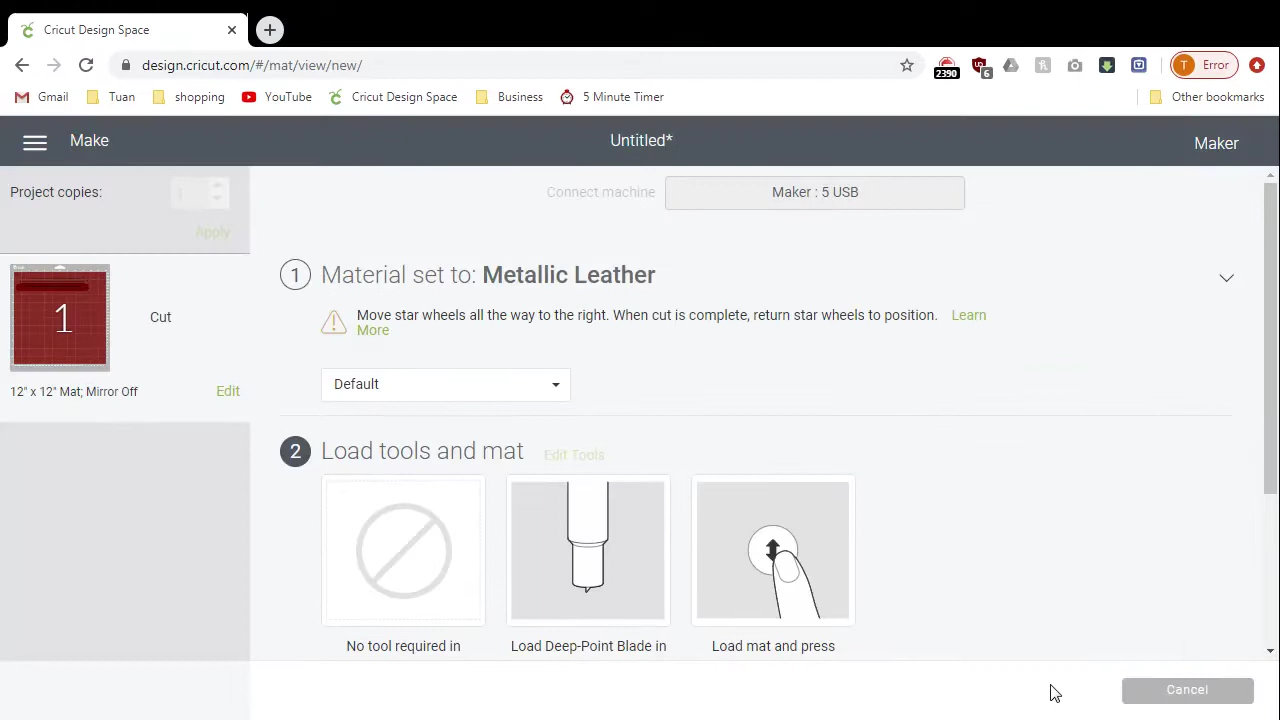 Cricut Design Space
design.cricut.com/#/mat/view/new/
2390
6
T Error
Gmail Tuan shopping YouTube Cricut Design Space Business 5 Minute Timer Other bookmarks
Make Untitled* Maker
Project copies: 1
Apply
Connect machine Maker : 5 USB
1 Material set to: Metallic Leather
Move star wheels all the way to the right. When cut is complete, return star wheels to position. Learn
More
1
Cut
12" x 12" Mat; Mirror Off Edit
Default
2 Load tools and mat Edit Tools
No tool required in Load Deep-Point Blade in Load mat and press
Cancel